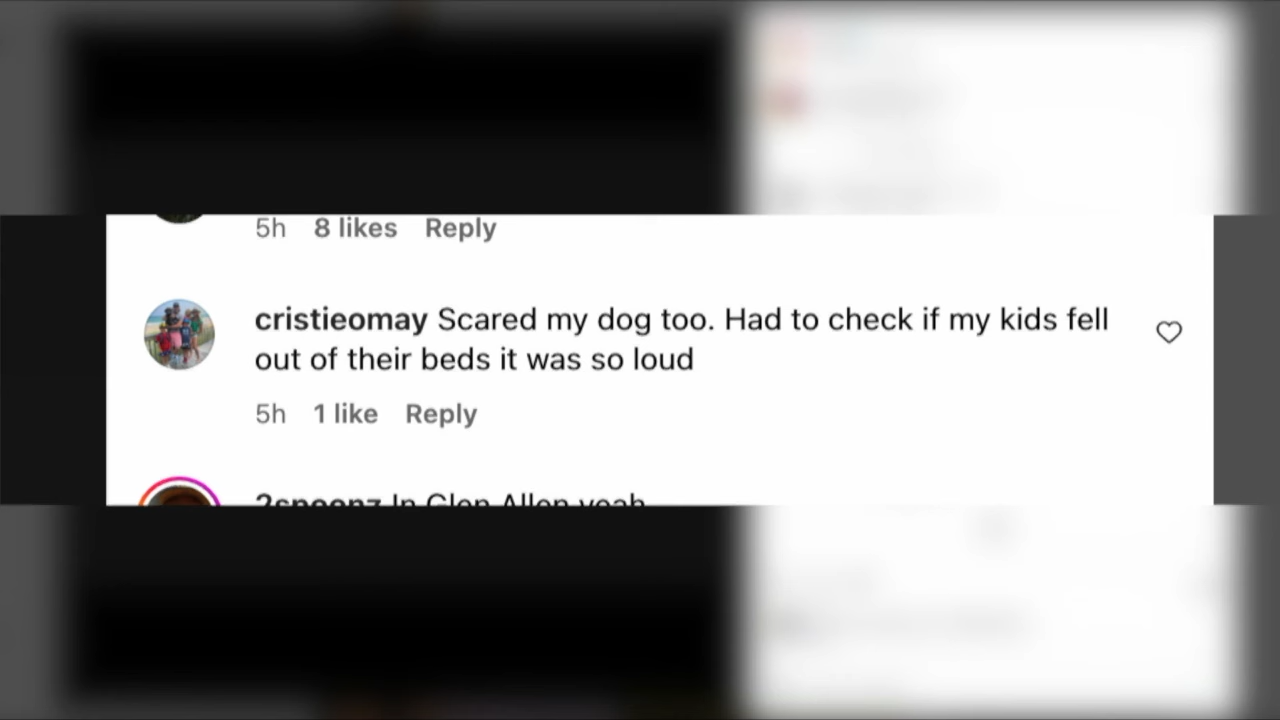 5h 8 likes Reply
cristieomay Scared my dog too. Had to check if my kids fell
out of their beds it was so loud
5h 1 like Reply
2spoonz In Glen Allen yeah